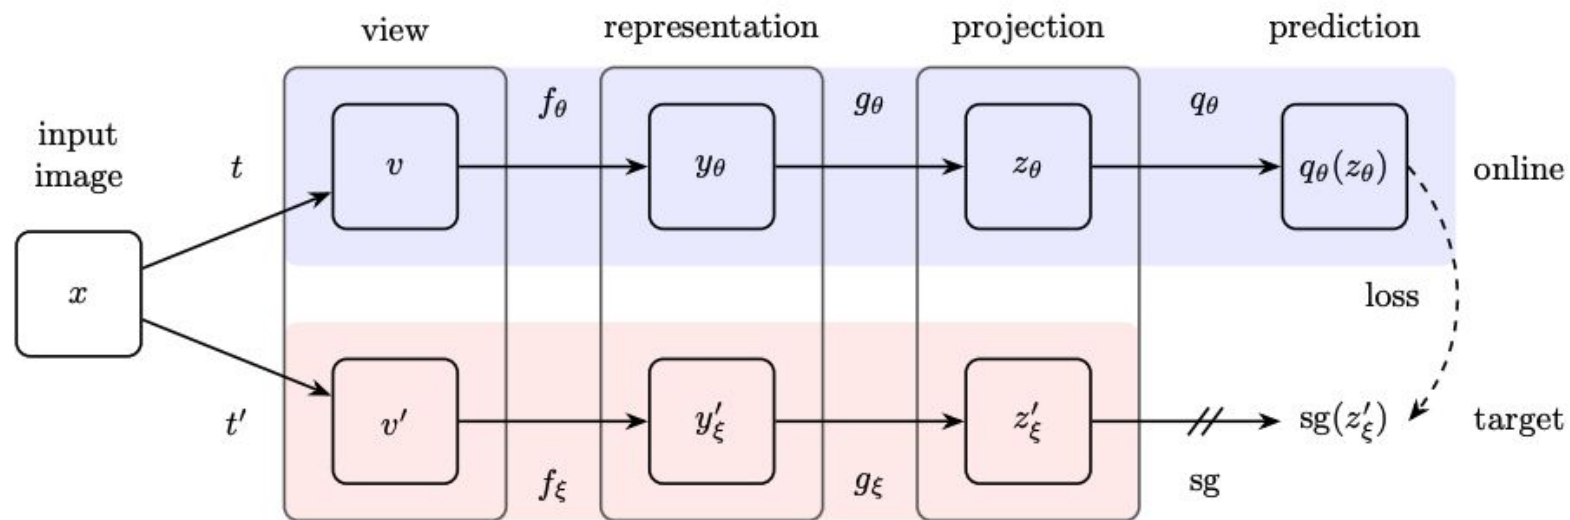 view
representation
projection
prediction
input
image
t
f_θ
g_θ
q_θ
v
y_θ
z_θ
q_θ(z_θ)
online
x
loss
t′
v′
y′_ξ
z′_ξ
sg(z′_ξ)
target
f_ξ
g_ξ
sg